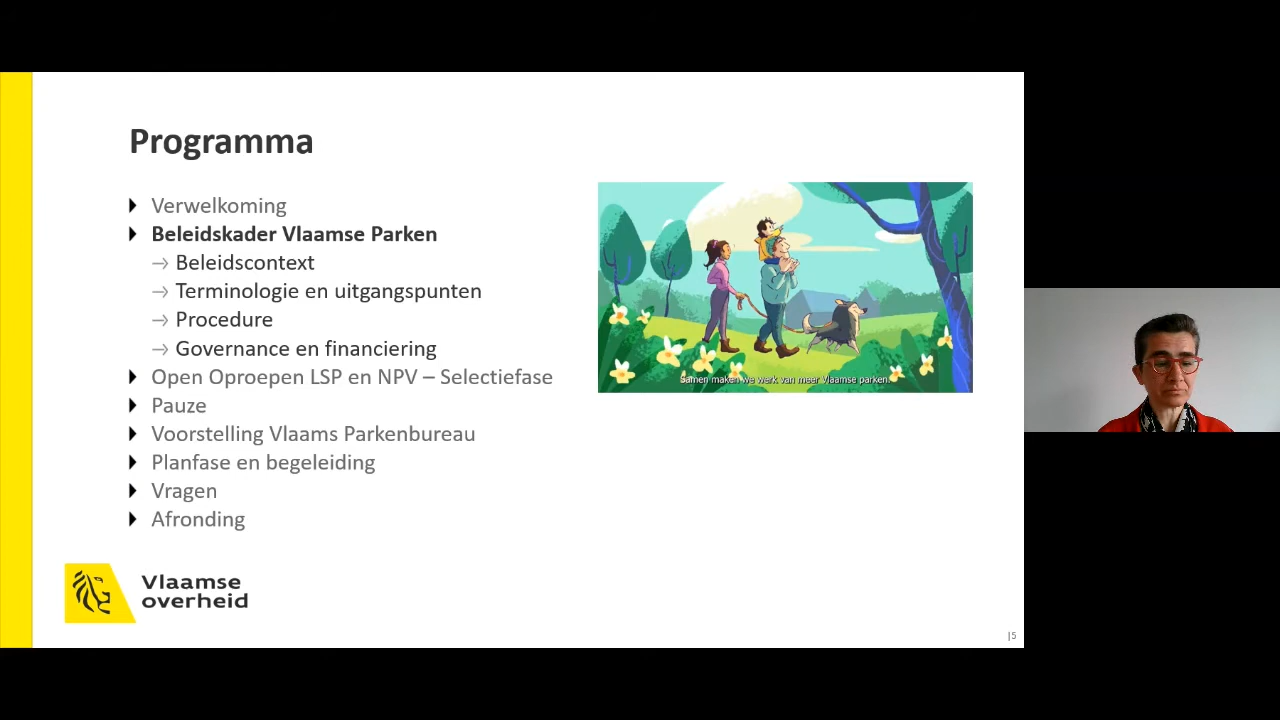 Programma
Verwelkoming
Beleidskader Vlaamse Parken
→ Beleidscontext
→ Terminologie en uitgangspunten
→ Procedure
→ Governance en financiering
Open Oproepen LSP en NPV – Selectiefase
Pauze
Voorstelling Vlaams Parkenbureau
Planfase en begeleiding
Vragen
Afronding
Samen maken we werk van meer Vlaamse parken.
Vlaamse
overheid
|5